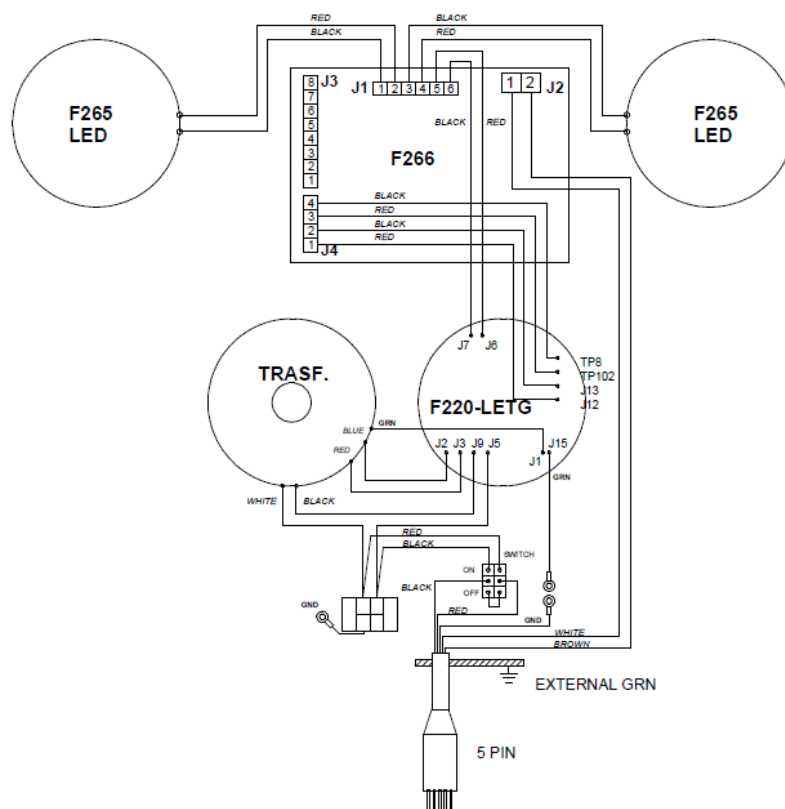 RED
BLACK
BLACK
RED
F265
LED
8 J3
7
6
5
4
3
2
1
J1 1 2 3 4 5 6
1 2 J2
BLACK
RED
F266
F265
LED
4
3
2
1
J4
BLACK
RED
BLACK
RED
J7 J6
TP8
TP102
J13
J12
TRASF.
F220-LETG
BLUE
GRN
RED
J2 J3 J9 J5
J1 J15
GRN
WHITE
BLACK
RED
BLACK
SWITCH
ON
OFF
BLACK
RED
GND
GND
WHITE
BROWN
EXTERNAL GRN
5 PIN